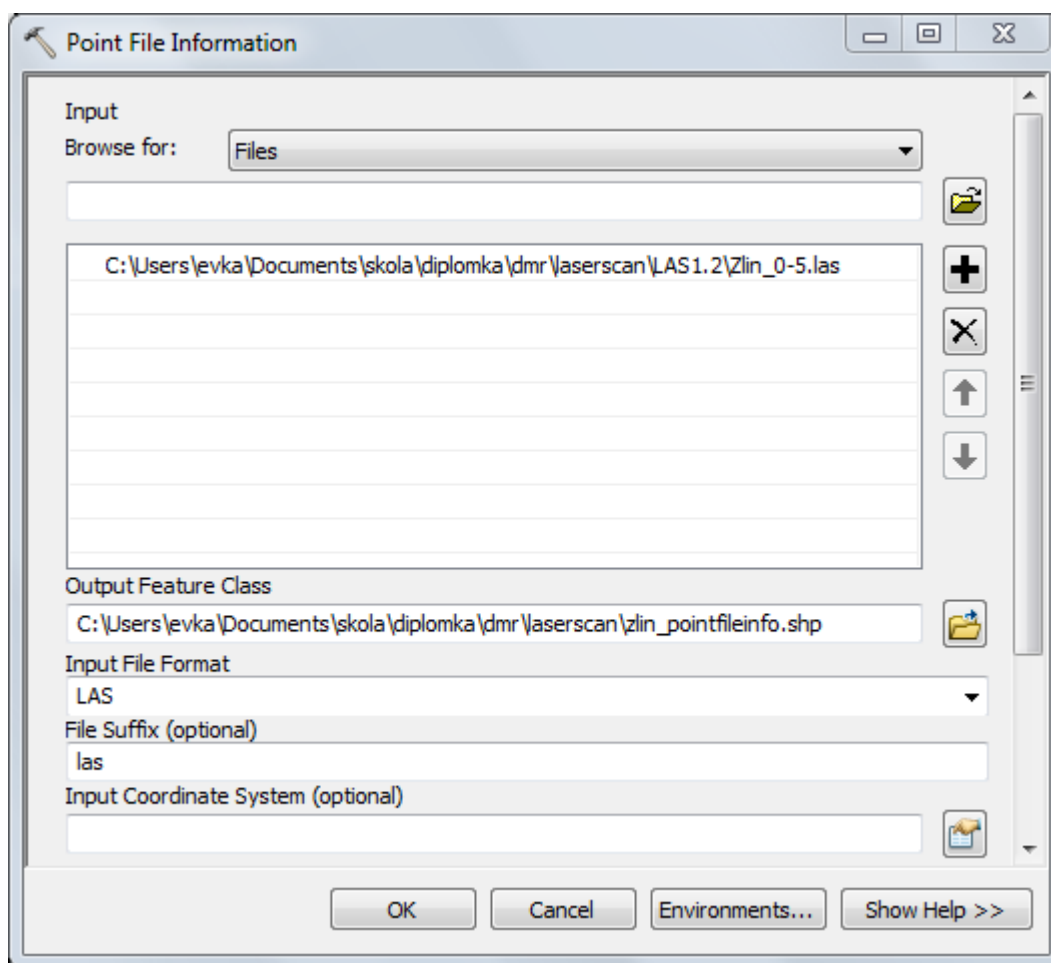 Point File Information
Input
Browse for:
Files
C:\Users\evka\Documents\skola\diplomka\dmr\laserscan\LAS1.2\Zlin_0-5.las
Output Feature Class
C:\Users\evka\Documents\skola\diplomka\dmr\laserscan\zlin_pointfileinfo.shp
Input File Format
LAS
File Suffix (optional)
las
Input Coordinate System (optional)
OK Cancel Environments... Show Help >>